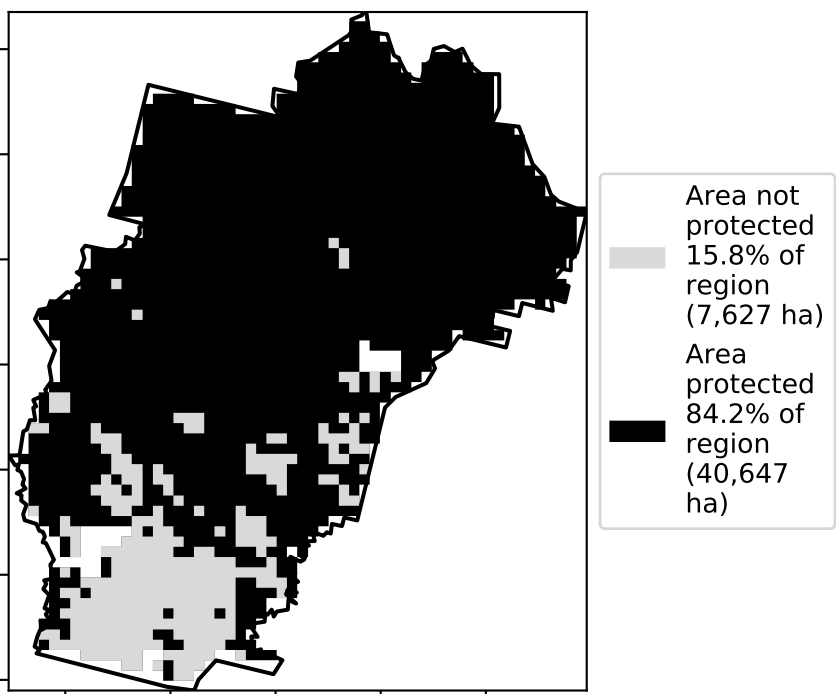 Area not
protected
15.8% of
region
(7,627 ha)
Area
protected
84.2% of
region
(40,647
ha)